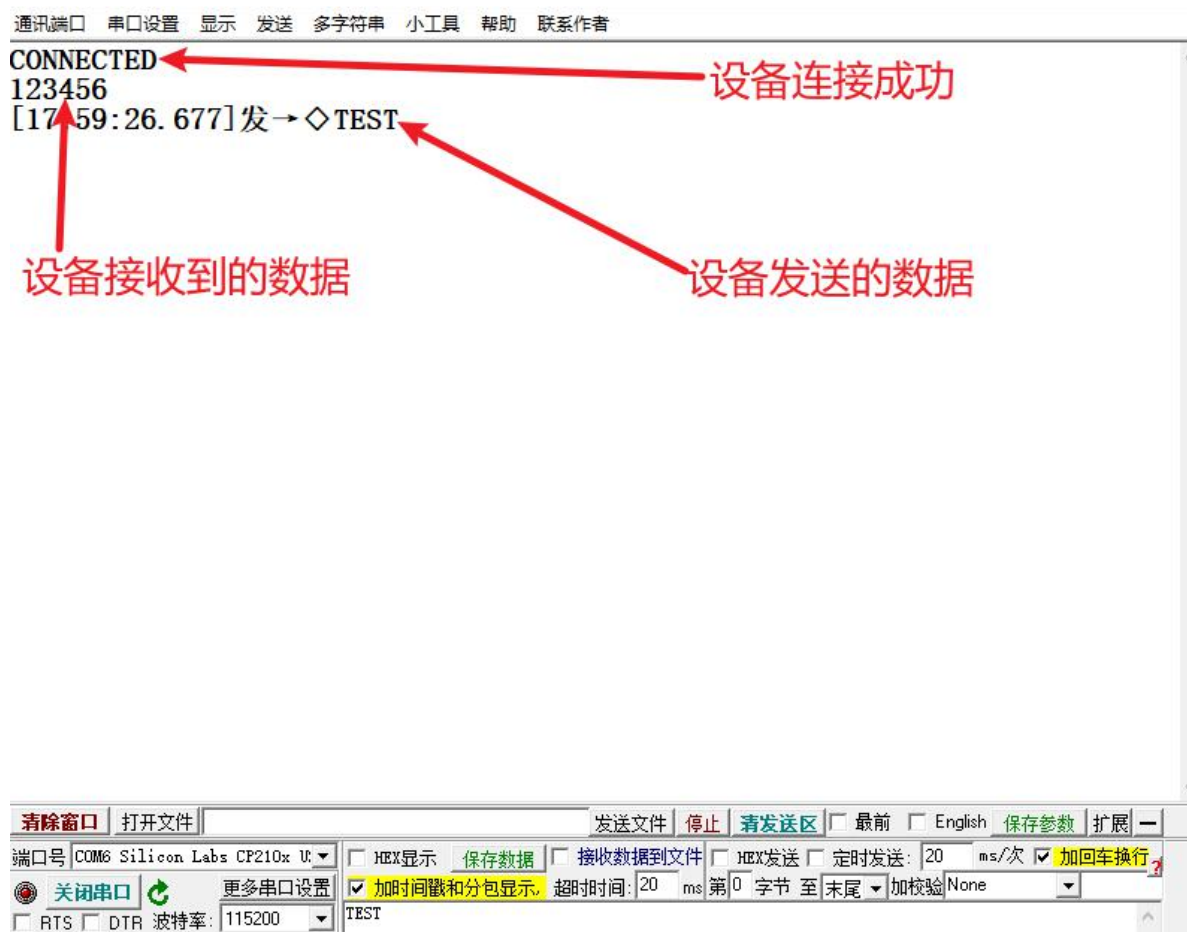 通讯端口 串口设置 显示 发送 多字符串 小工具 帮助 联系作者
CONNECTED
设备连接成功
123456
[17:59:26.677]发→◇TEST
设备接收到的数据
设备发送的数据
清除窗口 打开文件 发送文件 停止 清发送区 最前 English 保存参数 扩展 —
端口号 COM6 Silicon Labs CP210x HEX显示 保存数据 接收数据到文件 HEX发送 定时发送: 20 ms/次 加回车换行 ?
关闭串口 更多串口设置 加时间戳和分包显示, 超时时间: 20 ms 第 0 字节 至 末尾 加校验 None
RTS DTR 波特率: 115200 TEST